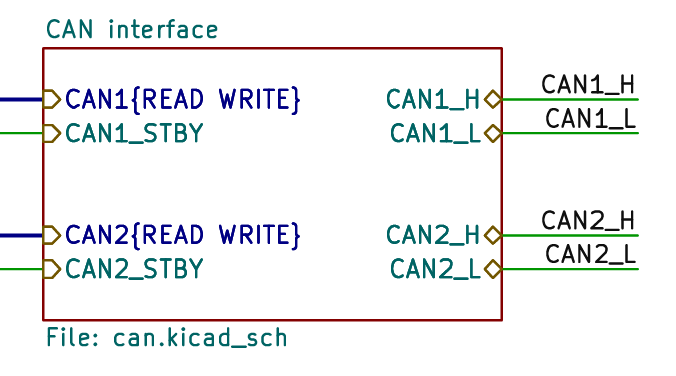 CAN interface
CAN1{READ WRITE} CAN1_H CAN1_H
CAN1_STBY CAN1_L CAN1_L
CAN2{READ WRITE} CAN2_H CAN2_H
CAN2_STBY CAN2_L CAN2_L
File: can.kicad_sch